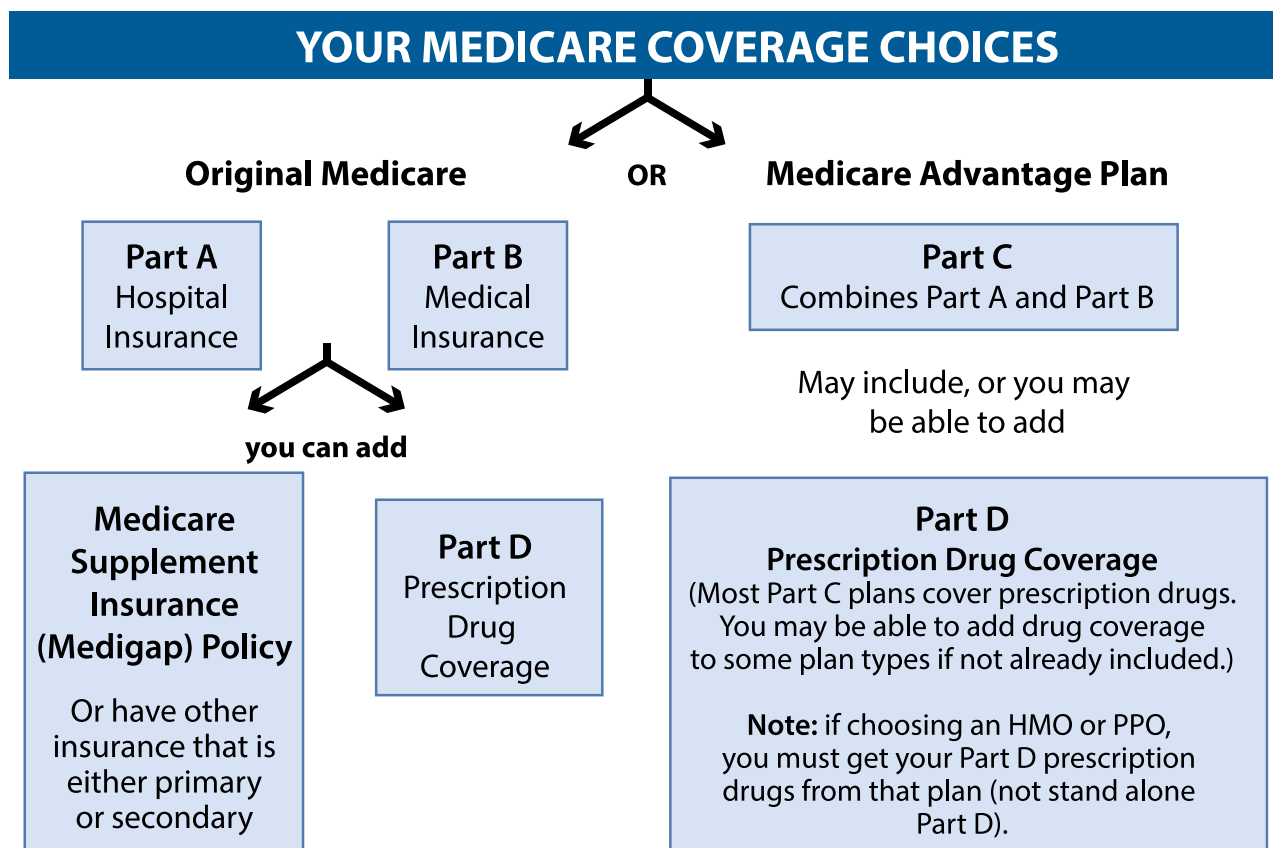 YOUR MEDICARE COVERAGE CHOICES
Original Medicare
OR
Medicare Advantage Plan
Part A
Hospital
Insurance
Part B
Medical
Insurance
Part C
Combines Part A and Part B
you can add
May include, or you may
be able to add
Medicare
Supplement
Insurance
(Medigap) Policy
Or have other
insurance that is
either primary
or secondary
Part D
Prescription
Drug
Coverage
Part D
Prescription Drug Coverage
(Most Part C plans cover prescription drugs.
You may be able to add drug coverage
to some plan types if not already included.)
Note: if choosing an HMO or PPO,
you must get your Part D prescription
drugs from that plan (not stand alone
Part D).